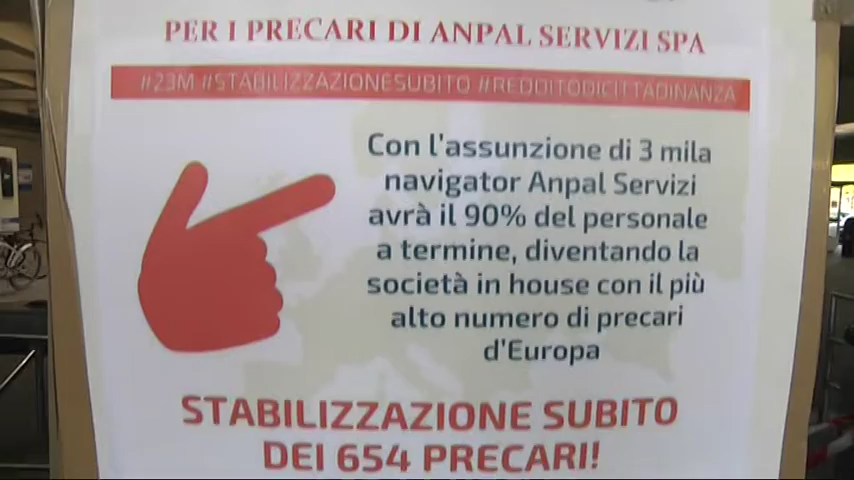 PER I PRECARI DI ANPAL SERVIZI SPA
#23M #STABILIZZAZIONESUBITO #REDDITODICITTADINANZA
Con l'assunzione di 3 mila
navigator Anpal Servizi
avrà il 90% del personale
a termine, diventando la
società in house con il più
alto numero di precari
d'Europa
STABILIZZAZIONE SUBITO
DEI 654 PRECARI!